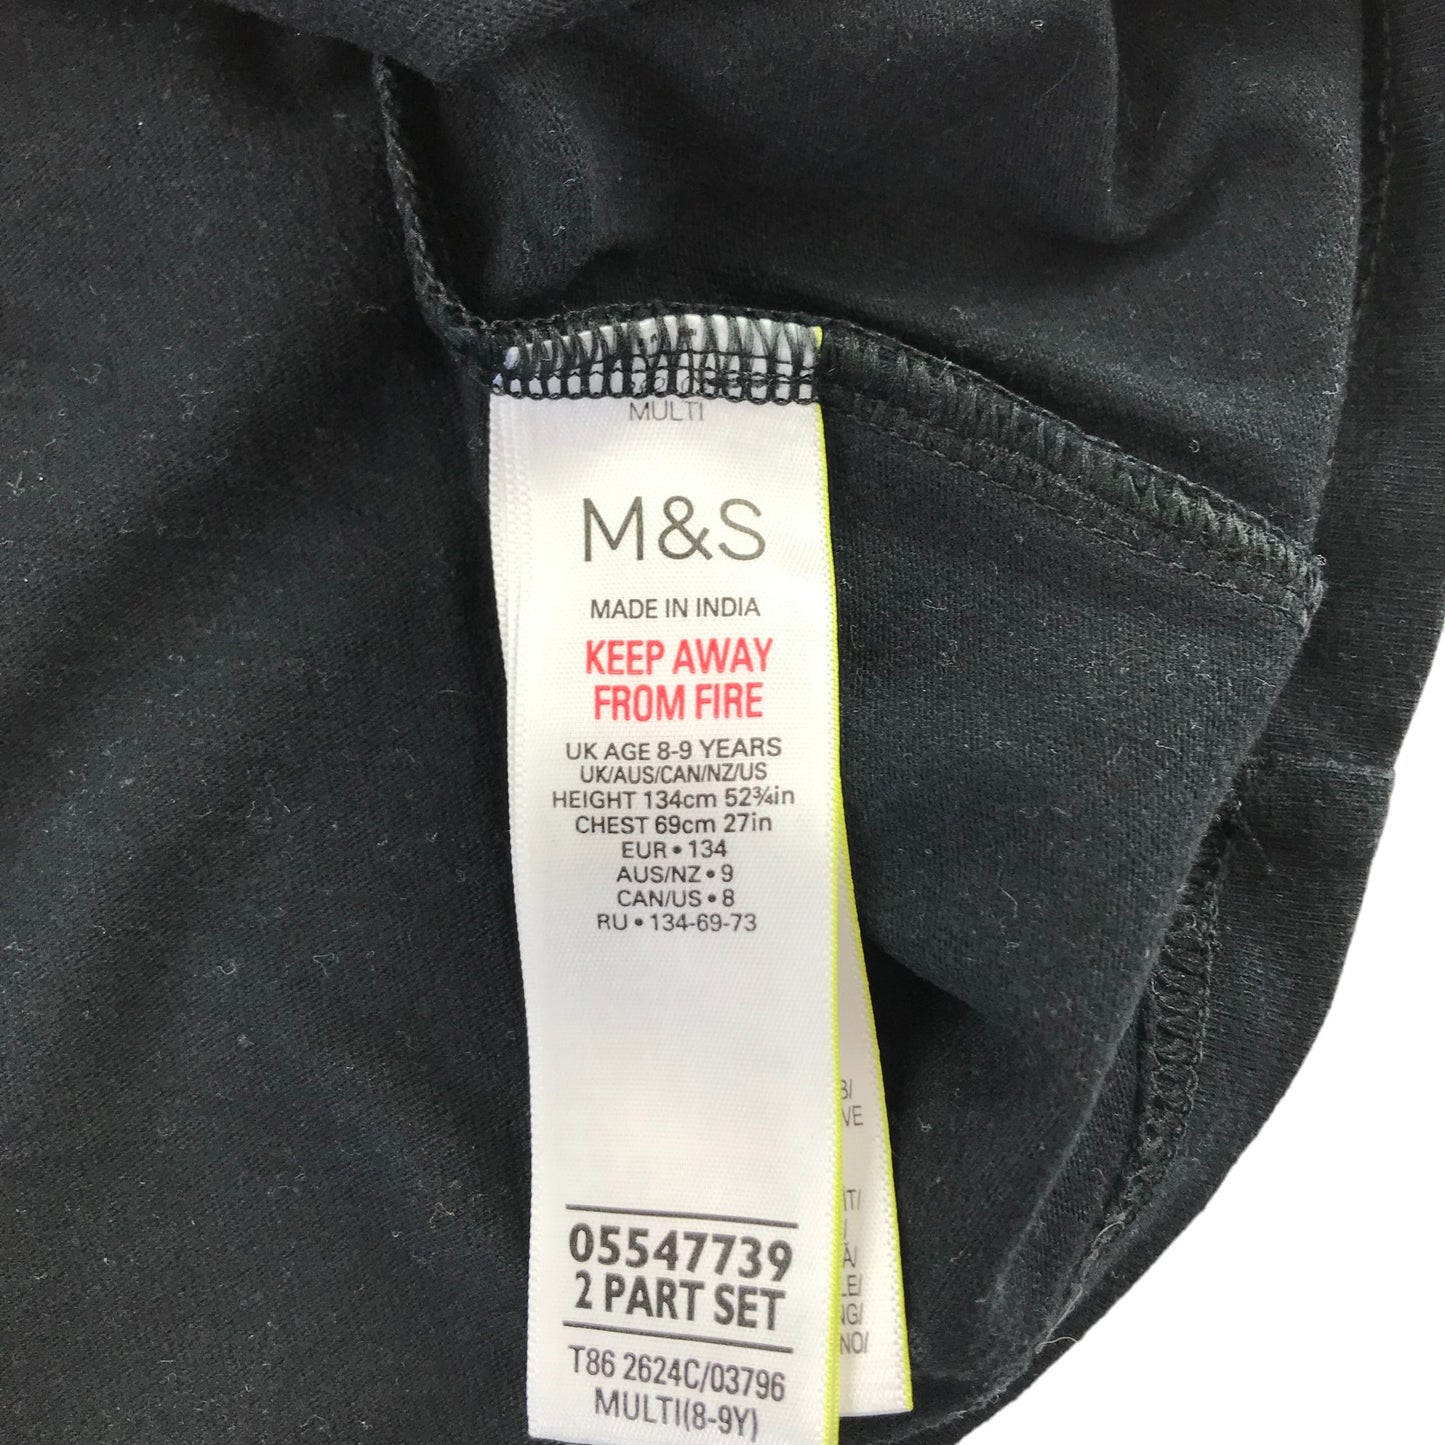 MULTI
M&S
MADE IN INDIA
KEEP AWAY
FROM FIRE
UK AGE 8-9 YEARS
UK/AUS/CAN/NZ/US
HEIGHT 134cm 52¾in
CHEST 69cm 27in
EUR • 134
AUS/NZ • 9
CAN/US • 8
RU • 134-69-73
05547739
2 PART SET
T86 2624C/03796
MULTI(8-9Y)